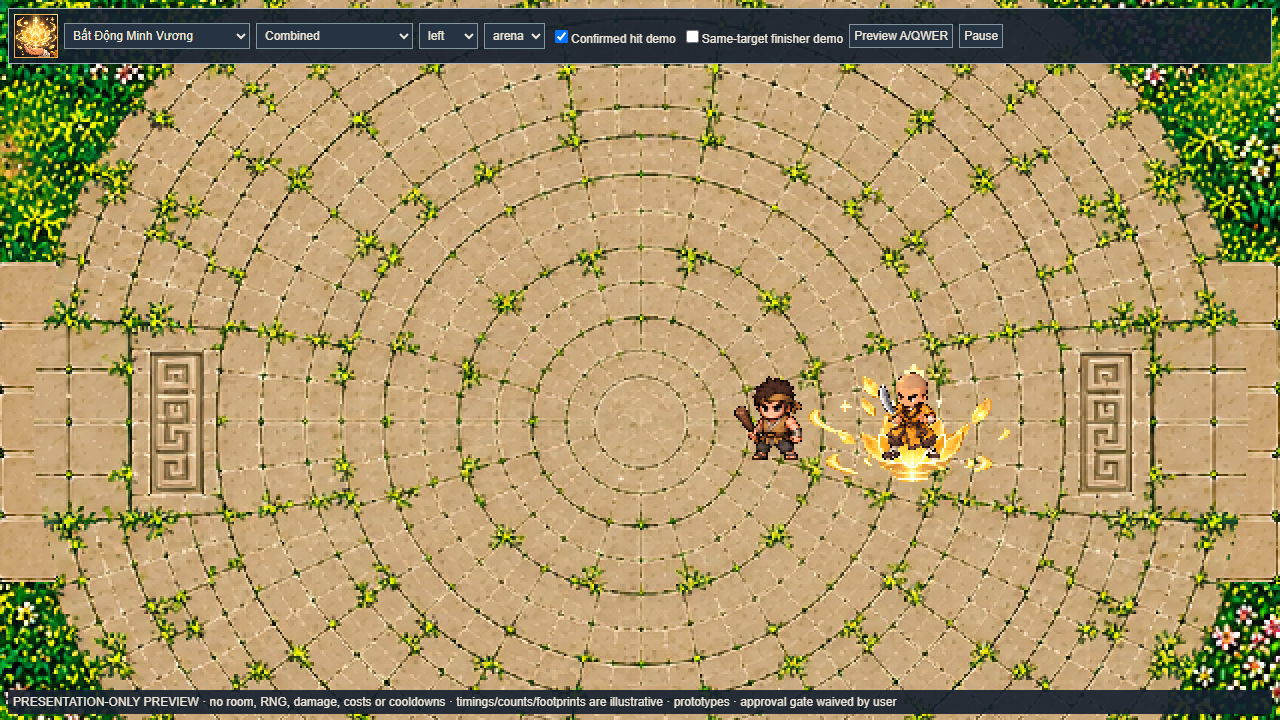 Bất Động Minh Vương Combined left arena Confirmed hit demo Same-target finisher demo Preview A/QWER Pause
PRESENTATION-ONLY PREVIEW · no room, RNG, damage, costs or cooldowns · timings/counts/footprints are illustrative · prototypes · approval gate waived by user